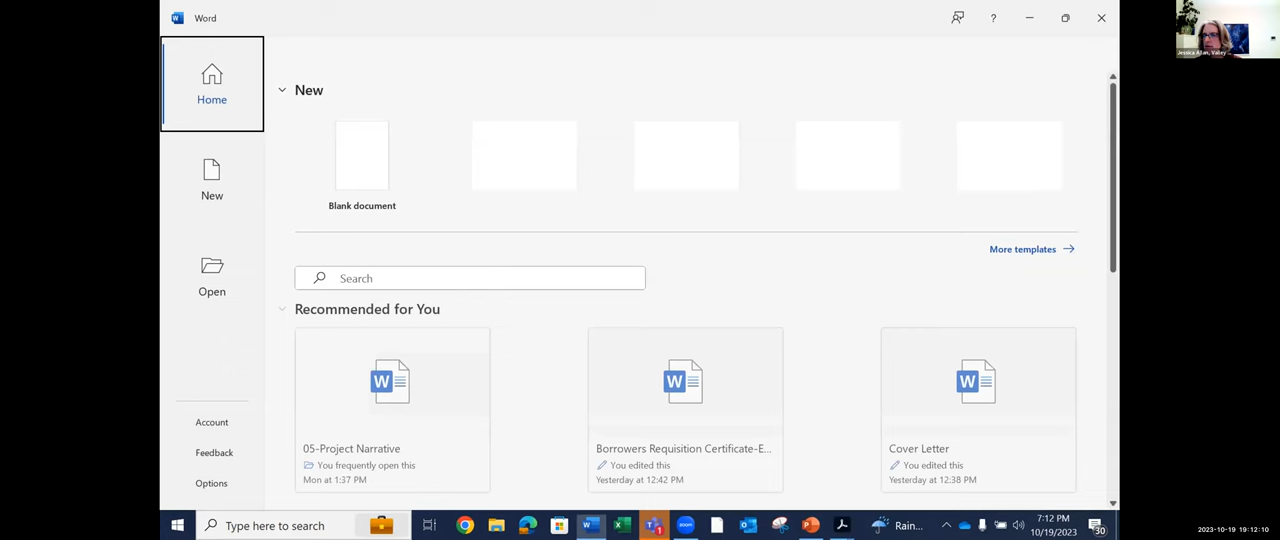 Word
?
Home
New
Open
Account
Feedback
Options
New
Blank document
More templates
Search
Recommended for You
W
05-Project Narrative
You frequently open this
Mon at 1:37 PM
W
Borrowers Requisition Certificate-E...
You edited this
Yesterday at 12:42 PM
W
Cover Letter
You edited this
Yesterday at 12:38 PM
Type here to search
Rain...
7:12 PM
10/19/2023
30
Jessica Allan, Valley
2023-10-19 19:12:10